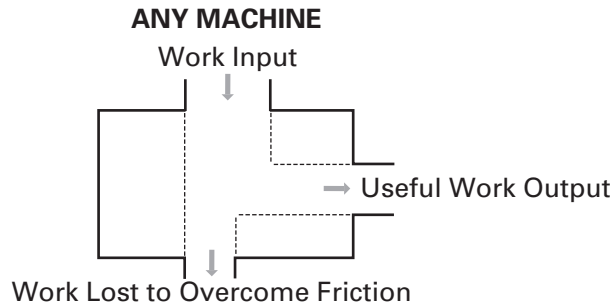 ANY MACHINE
Work Input
Useful Work Output
Work Lost to Overcome Friction